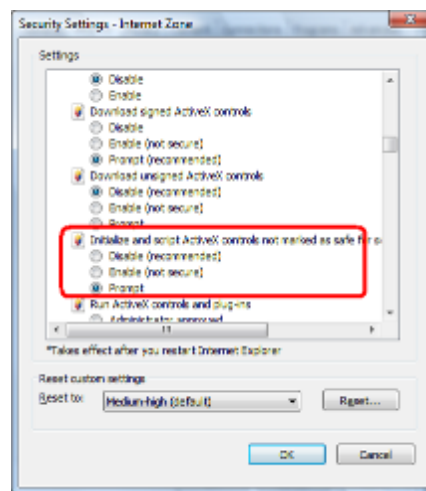 Security Settings - Internet Zone
Settings
Disable
Enable
Download signed ActiveX controls
Disable
Enable (not secure)
Prompt (recommended)
Download unsigned ActiveX controls
Disable (recommended)
Enable (not secure)
Prompt
Initialize and script ActiveX controls not marked as safe for s
Disable (recommended)
Enable (not secure)
Prompt
Run ActiveX controls and plug-ins
Administrator approved
*Takes effect after you restart Internet Explorer
Reset custom settings
Reset to: Medium-high (default) Reset...
OK Cancel